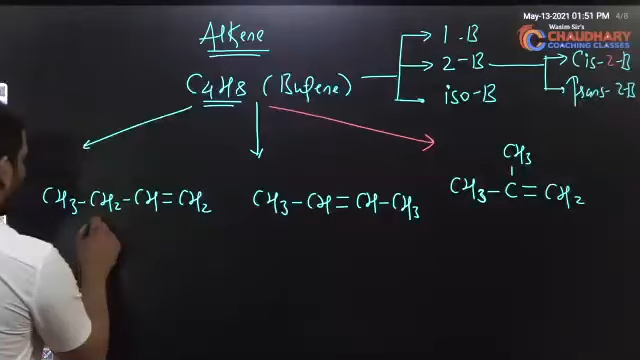 May-13-2021 01:51 PM 4/8
Wasim Sir's
CHAUDHARY
COACHING CLASSES
Alkene
C4H8 (Butene)
1-B
2-B
iso-B
Cis-2-B
Trans-2-B
CH3-CH2-CH=CH2
CH3-CH=CH-CH3
CH3
CH3-C=CH2